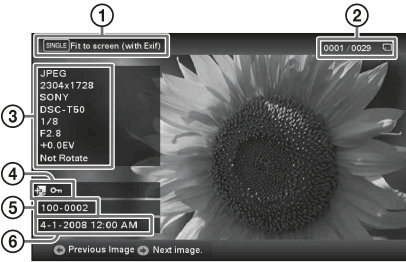 1
2
SINGLE Fit to screen (with Exif)
0001/0029
3
JPEG
2304x1728
SONY
DSC-T50
1/8
F2.8
+0.0EV
Not Rotate
4
5
100-0002
6
4-1-2008 12:00 AM
Previous Image Next image.